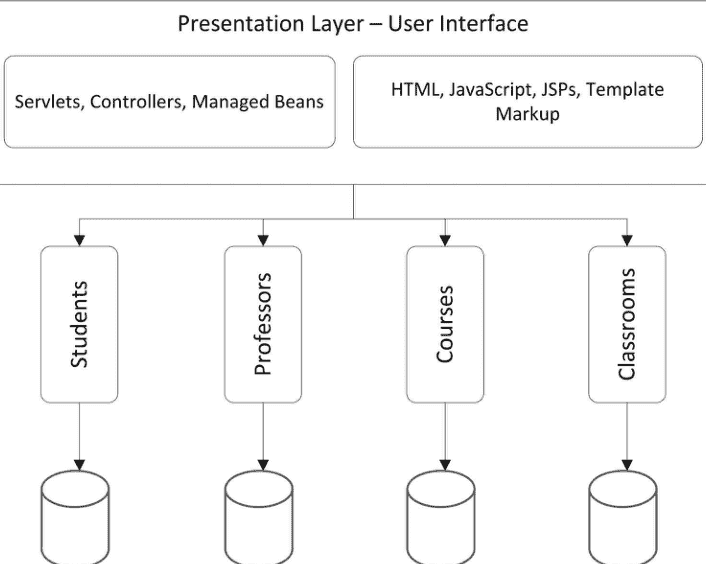 Presentation Layer – User Interface
Servlets, Controllers, Managed Beans
HTML, JavaScript, JSPs, Template
Markup
Students
Professors
Courses
Classrooms